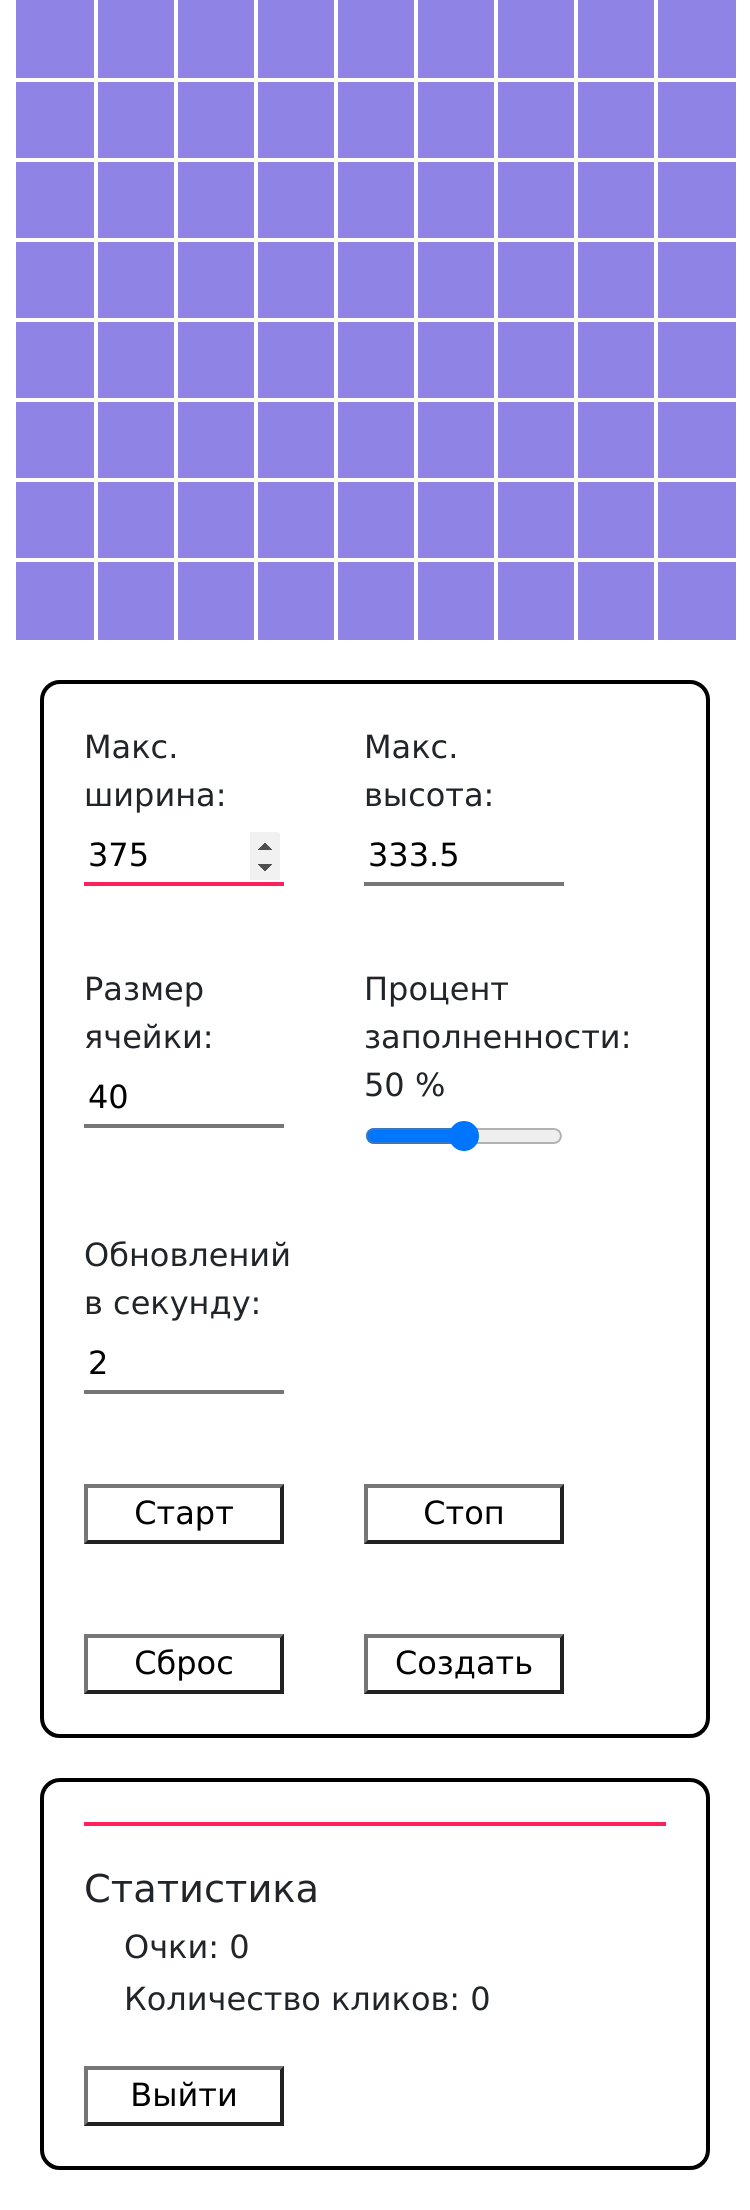 Макс.
ширина:
375
Макс.
высота:
333.5
Размер
ячейки:
40
Процент
заполненности:
50 %
Обновлений
в секунду:
2
Старт
Стоп
Сброс
Создать
Статистика
Очки: 0
Количество кликов: 0
Выйти